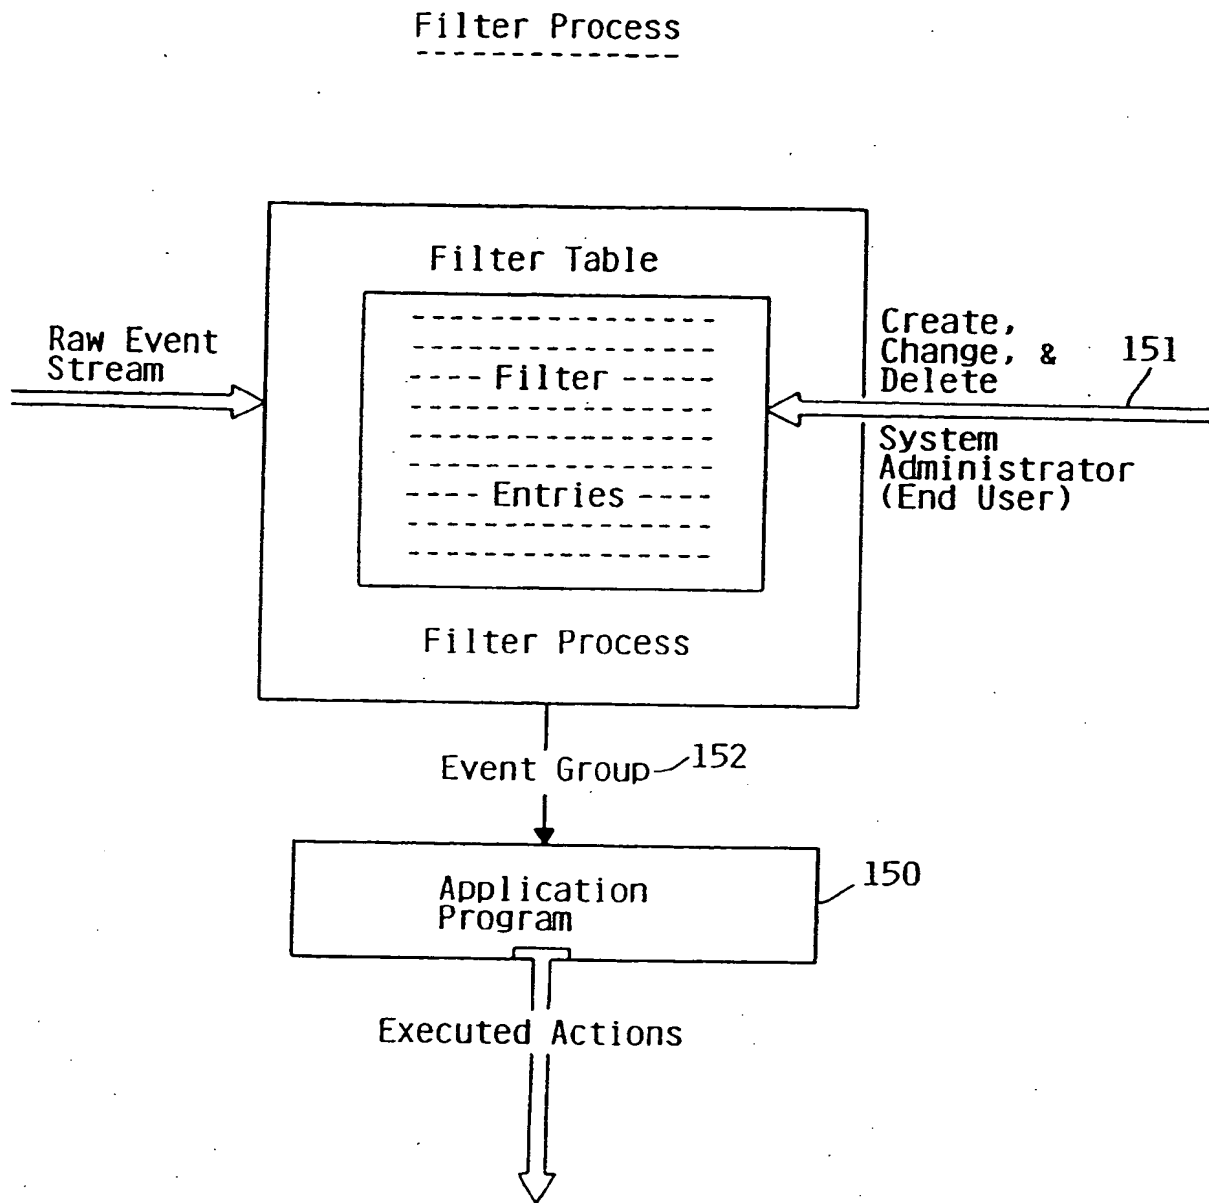 Filter Process
Filter Table
Raw Event
Stream
Filter
Entries
Create,
Change, &
Delete
151
System
Administrator
(End User)
Filter Process
Event Group
152
Application
Program
150
Executed Actions